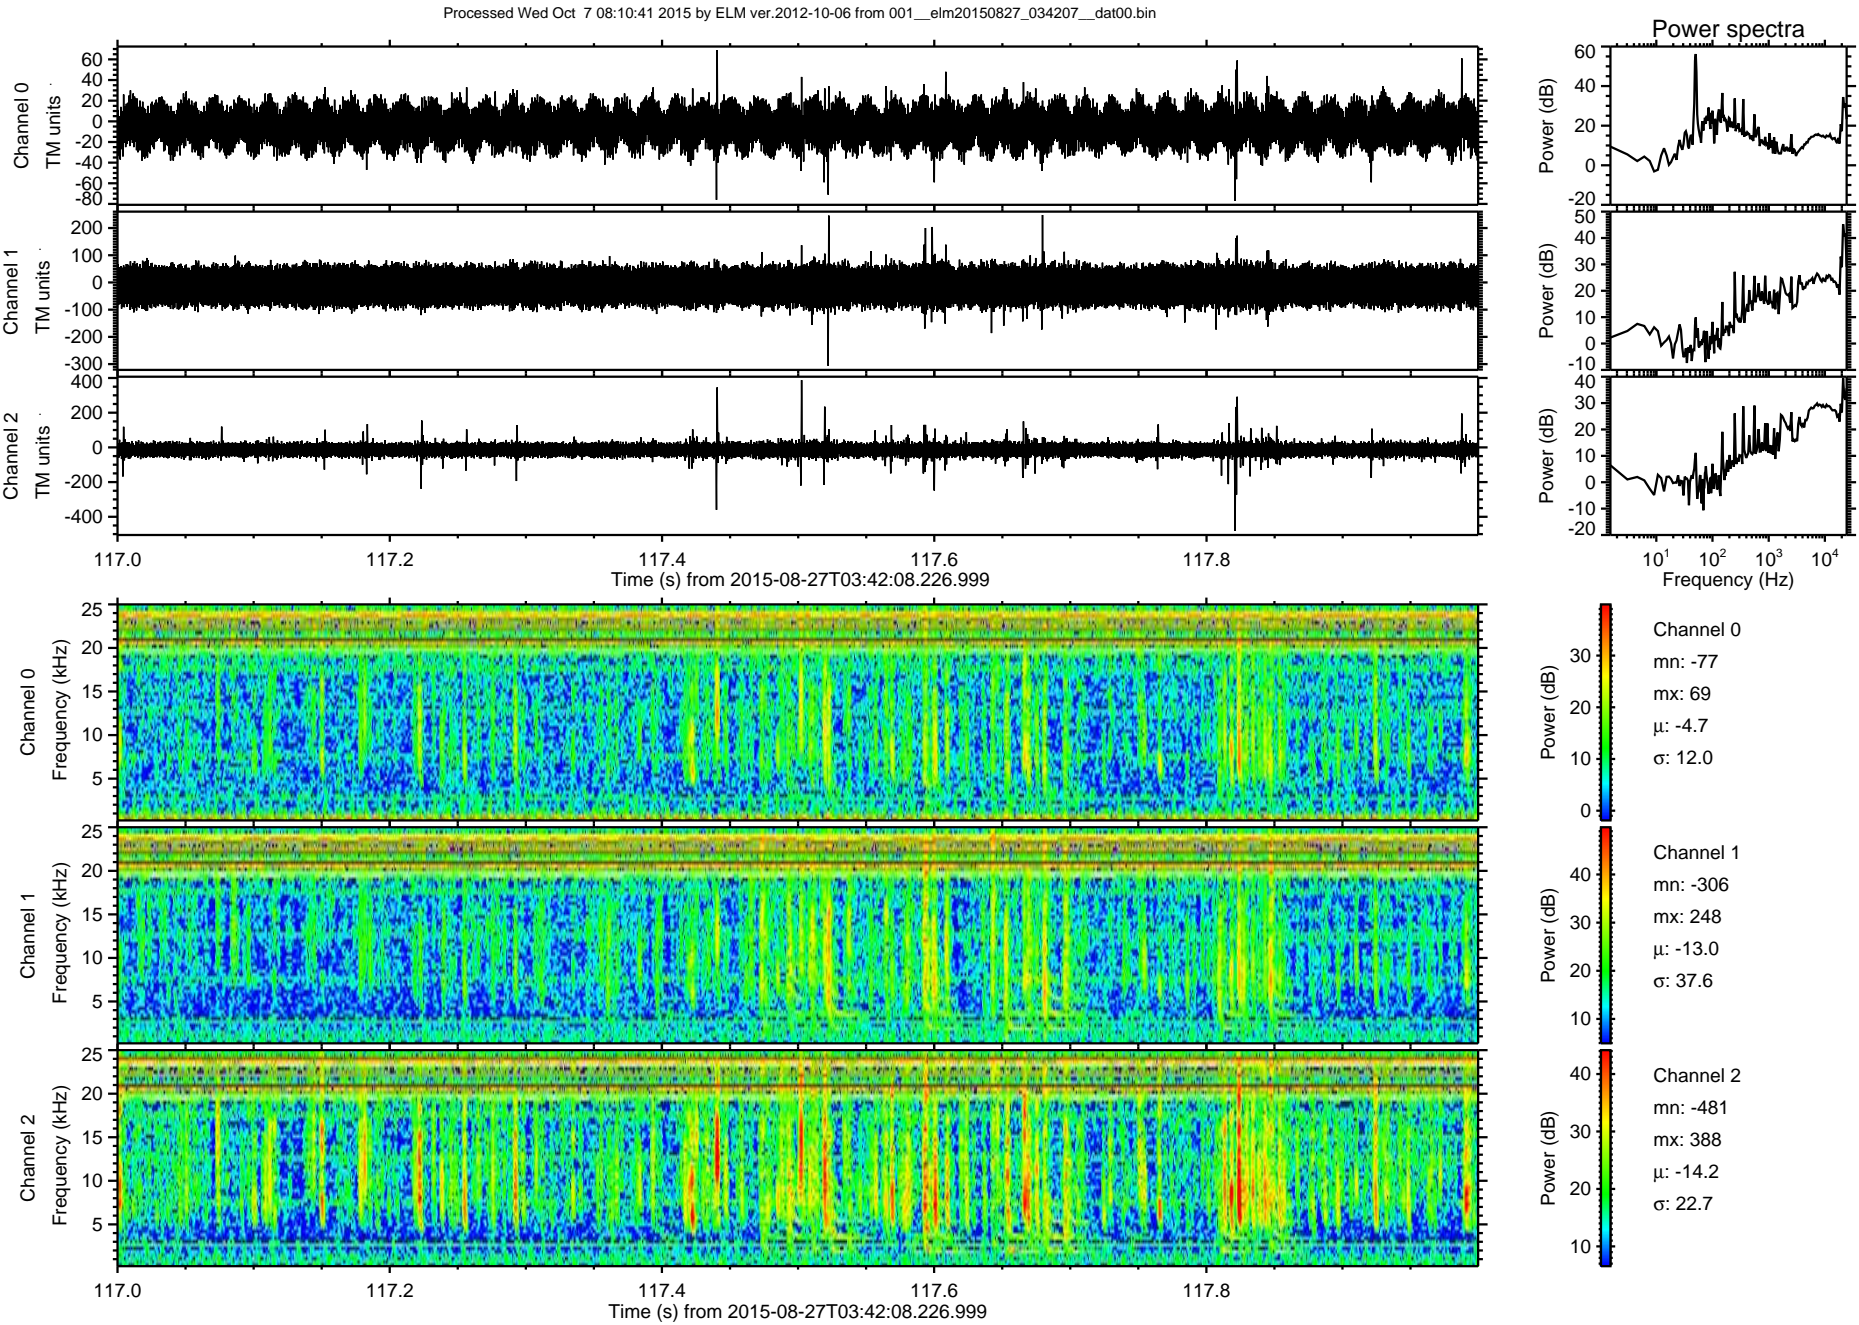 Processed Wed Oct 7 08:10:41 2015 by ELM ver.2012-10-06 from 001__elm20150827_034207__dat00.bin
Power spectra
Channel 0
TM units
60
40
20
0
-20
-40
-60
-80
Power (dB)
60
40
20
0
-20
Channel 1
TM units
200
100
0
-100
-200
-300
Power (dB)
50
40
30
20
10
0
-10
Channel 2
TM units
400
200
0
-200
-400
Power (dB)
40
30
20
10
0
-10
-20
117.0 117.2 117.4 117.6 117.8
Time (s) from 2015-08-27T03:42:08.226.999
10¹ 10² 10³ 10⁴
Frequency (Hz)
Channel 0
Frequency (kHz)
25
20
15
10
5
Power (dB)
30
20
10
0
Channel 0
mn: -77
mx: 69
μ: -4.7
σ: 12.0
Channel 1
Frequency (kHz)
25
20
15
10
5
Power (dB)
40
30
20
10
Channel 1
mn: -306
mx: 248
μ: -13.0
σ: 37.6
Channel 2
Frequency (kHz)
25
20
15
10
5
Power (dB)
40
30
20
10
Channel 2
mn: -481
mx: 388
μ: -14.2
σ: 22.7
117.0 117.2 117.4 117.6 117.8
Time (s) from 2015-08-27T03:42:08.226.999